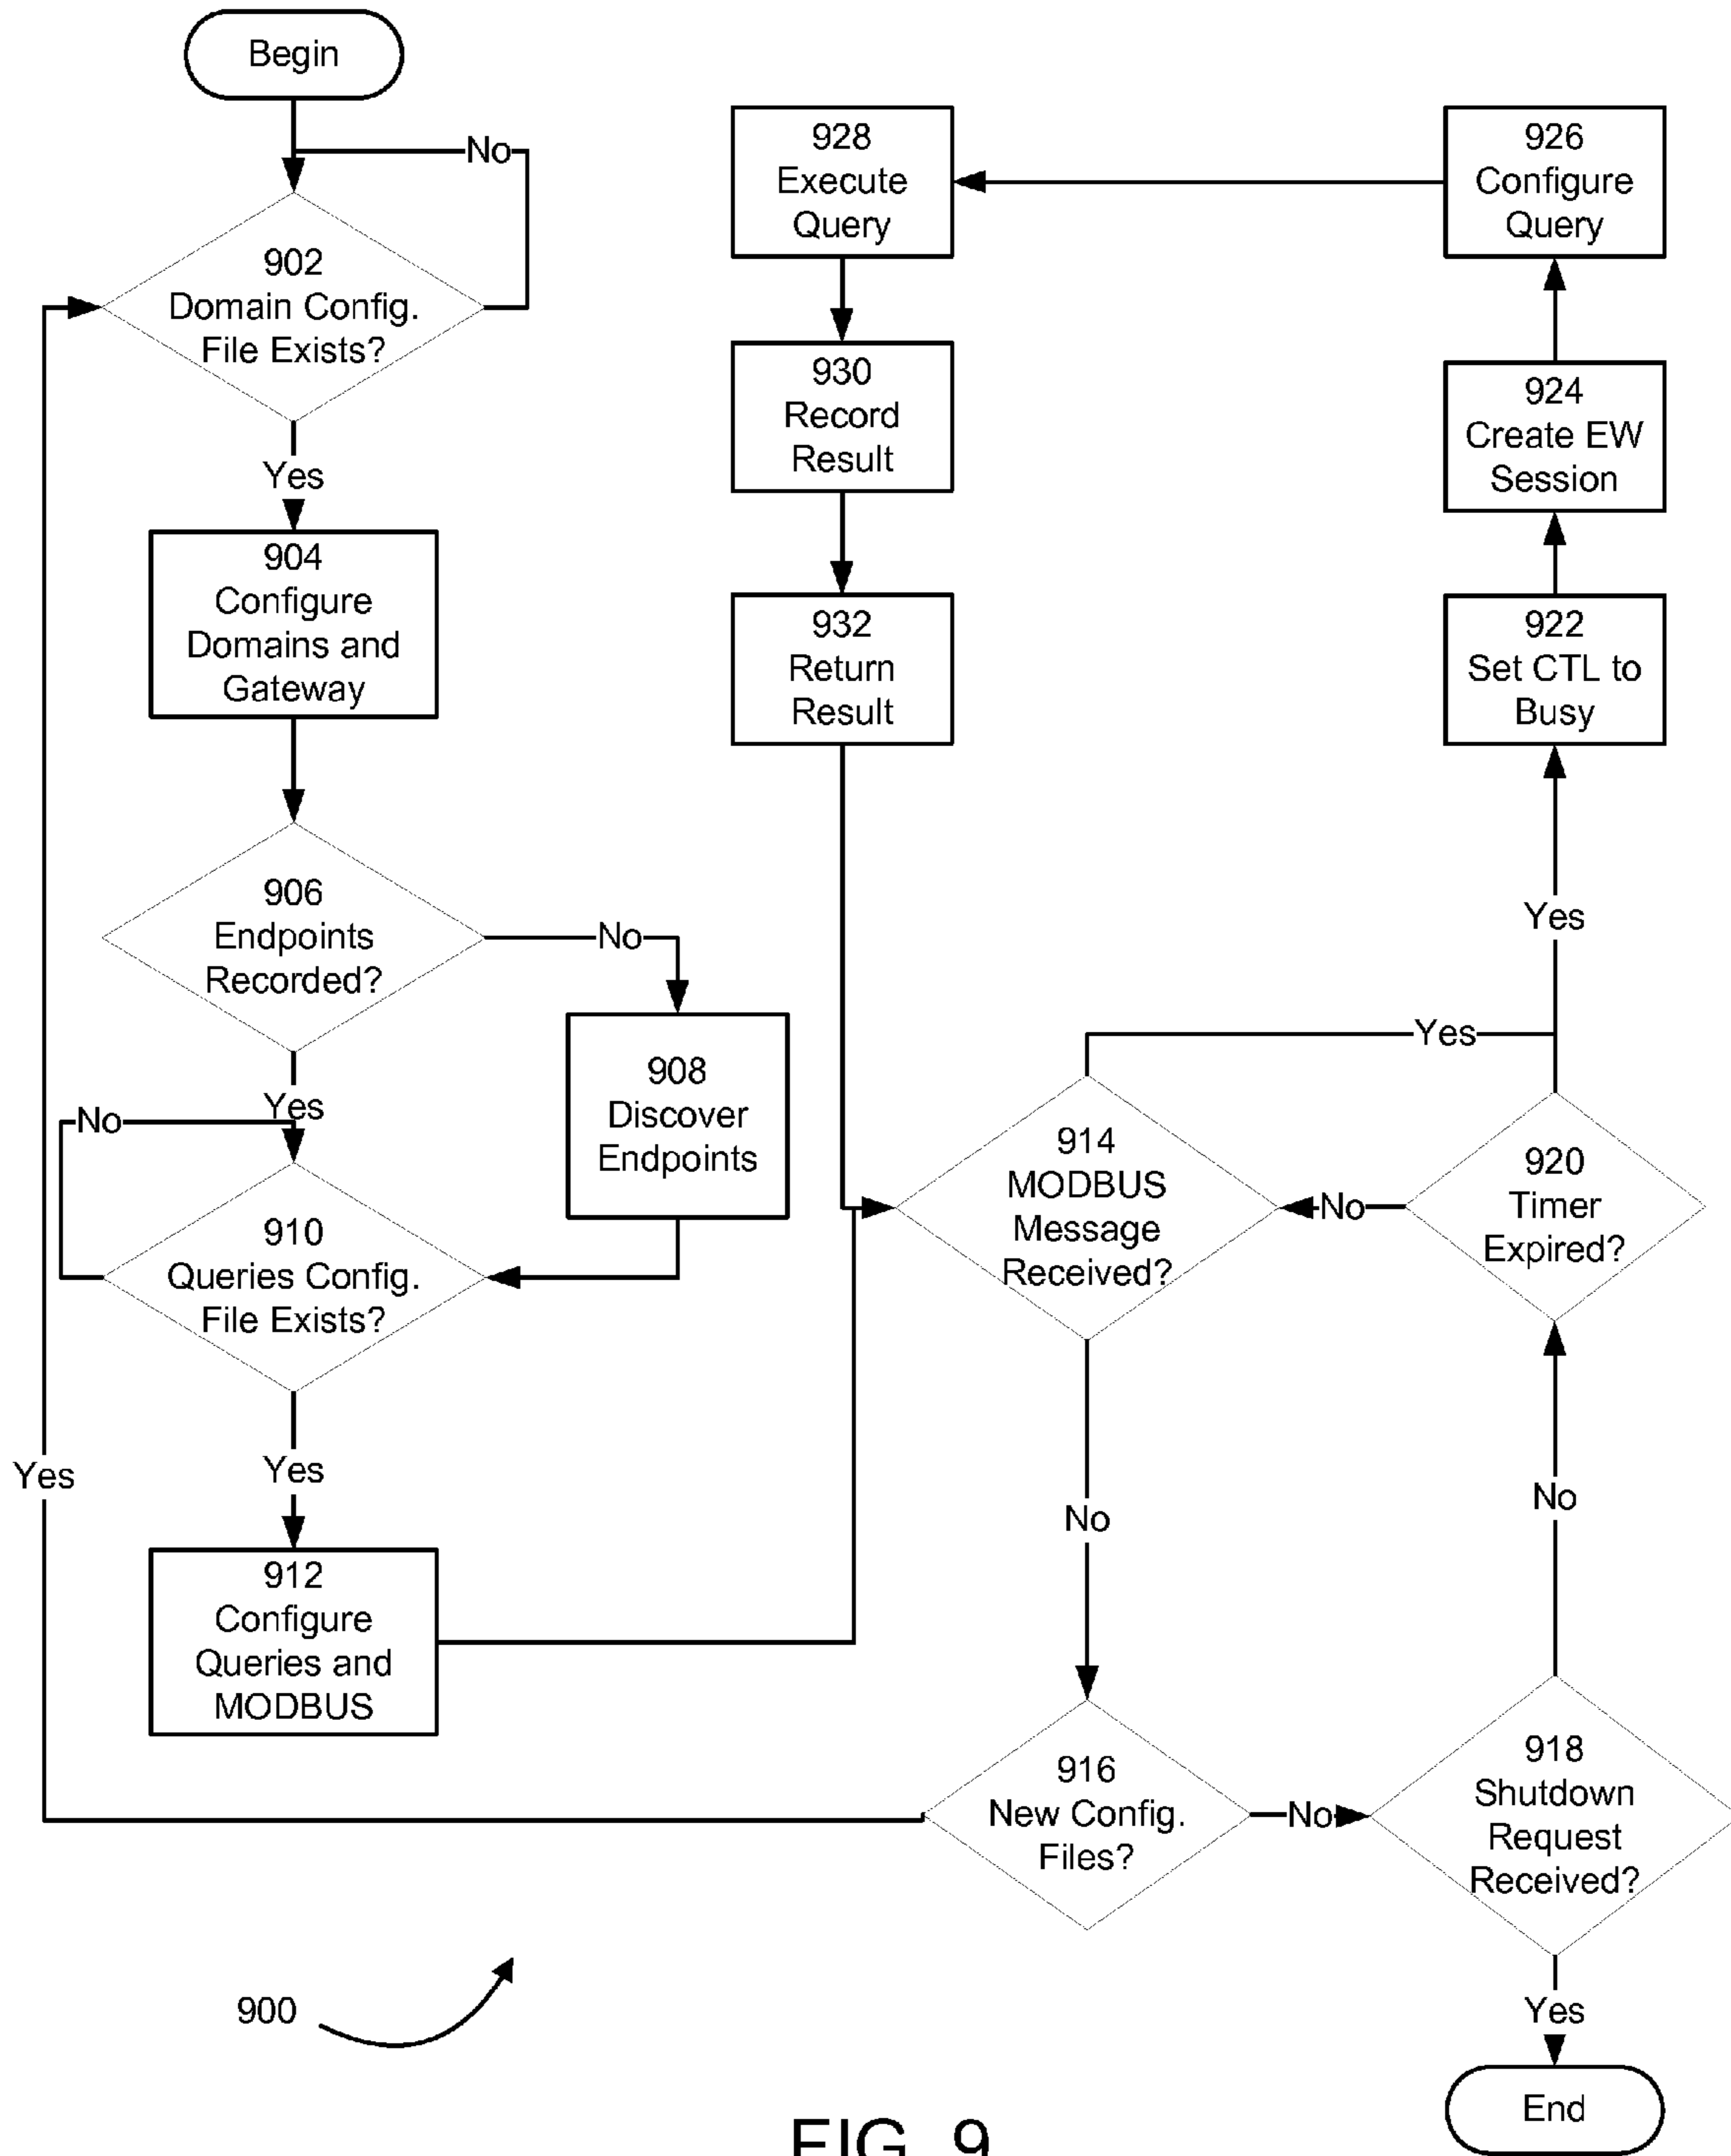 Begin
No
902
Domain Config.
File Exists?
Yes
904
Configure
Domains and
Gateway
906
Endpoints
Recorded?
No
Yes
908
Discover
Endpoints
No
910
Queries Config.
File Exists?
Yes
Yes
912
Configure
Queries and
MODBUS
928
Execute
Query
930
Record
Result
932
Return
Result
926
Configure
Query
924
Create EW
Session
922
Set CTL to
Busy
Yes
Yes
914
MODBUS
Message
Received?
No
920
Timer
Expired?
No
No
916
New Config.
Files?
No
918
Shutdown
Request
Received?
Yes
End
900
FIG. 9